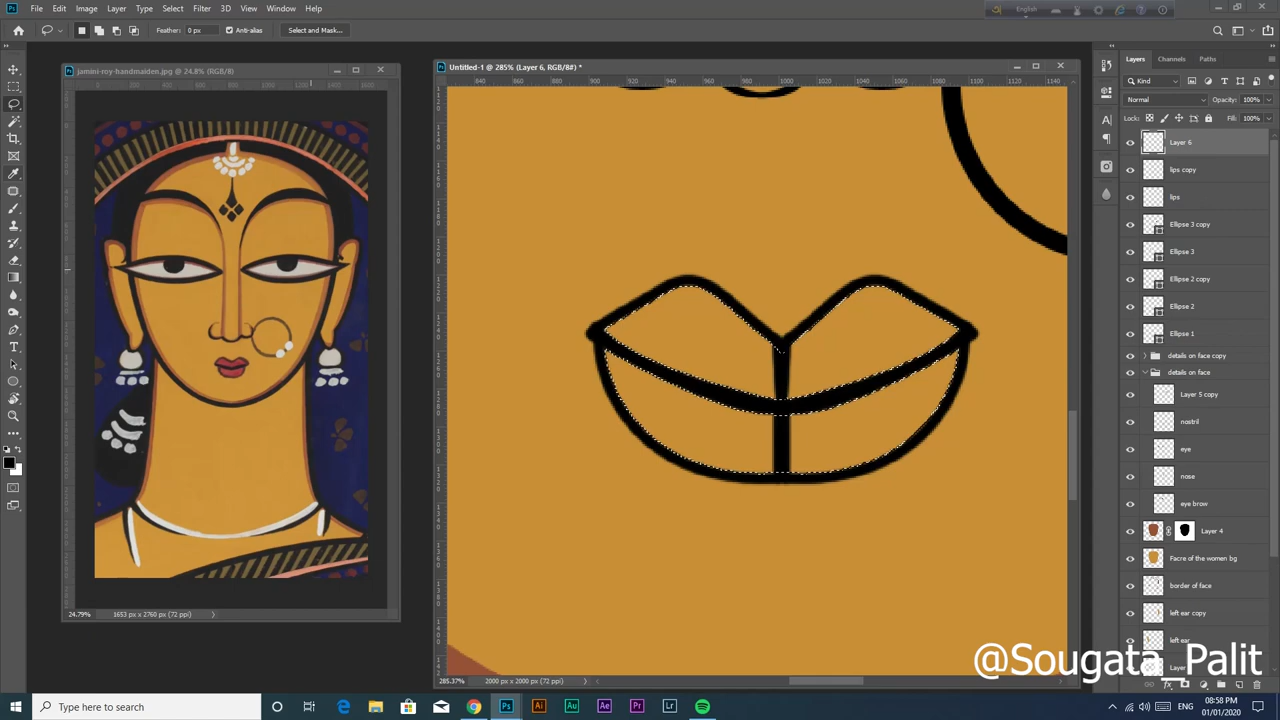 File Edit Image Layer Type Select Filter 3D View Window Help
English
Feather: 0 px Anti-alias Select and Mask...
jamini-roy-handmaiden.jpg @ 24.8% (RGB/8)
Untitled-1 @ 285% (Layer 6, RGB/8#) *
Layers Channels Paths
Kind
Normal Opacity: 100%
Lock: Fill: 100%
Layer 6
lips copy
lips
Ellipse 3 copy
Ellipse 3
Ellipse 2 copy
Ellipse 2
Ellipse 1
details on face copy
details on face
Layer 5 copy
nostril
eye
nose
eye brow
Layer 4
Facre of the women bg
border of face
left ear copy
left ear
Layer
24.79% 1653 px x 2760 px (72 ppi)
285.37% 2000 px x 2000 px (72 ppi)
@Sougata_Palit
Type here to search
ENG
08:58 PM
01/01/2020